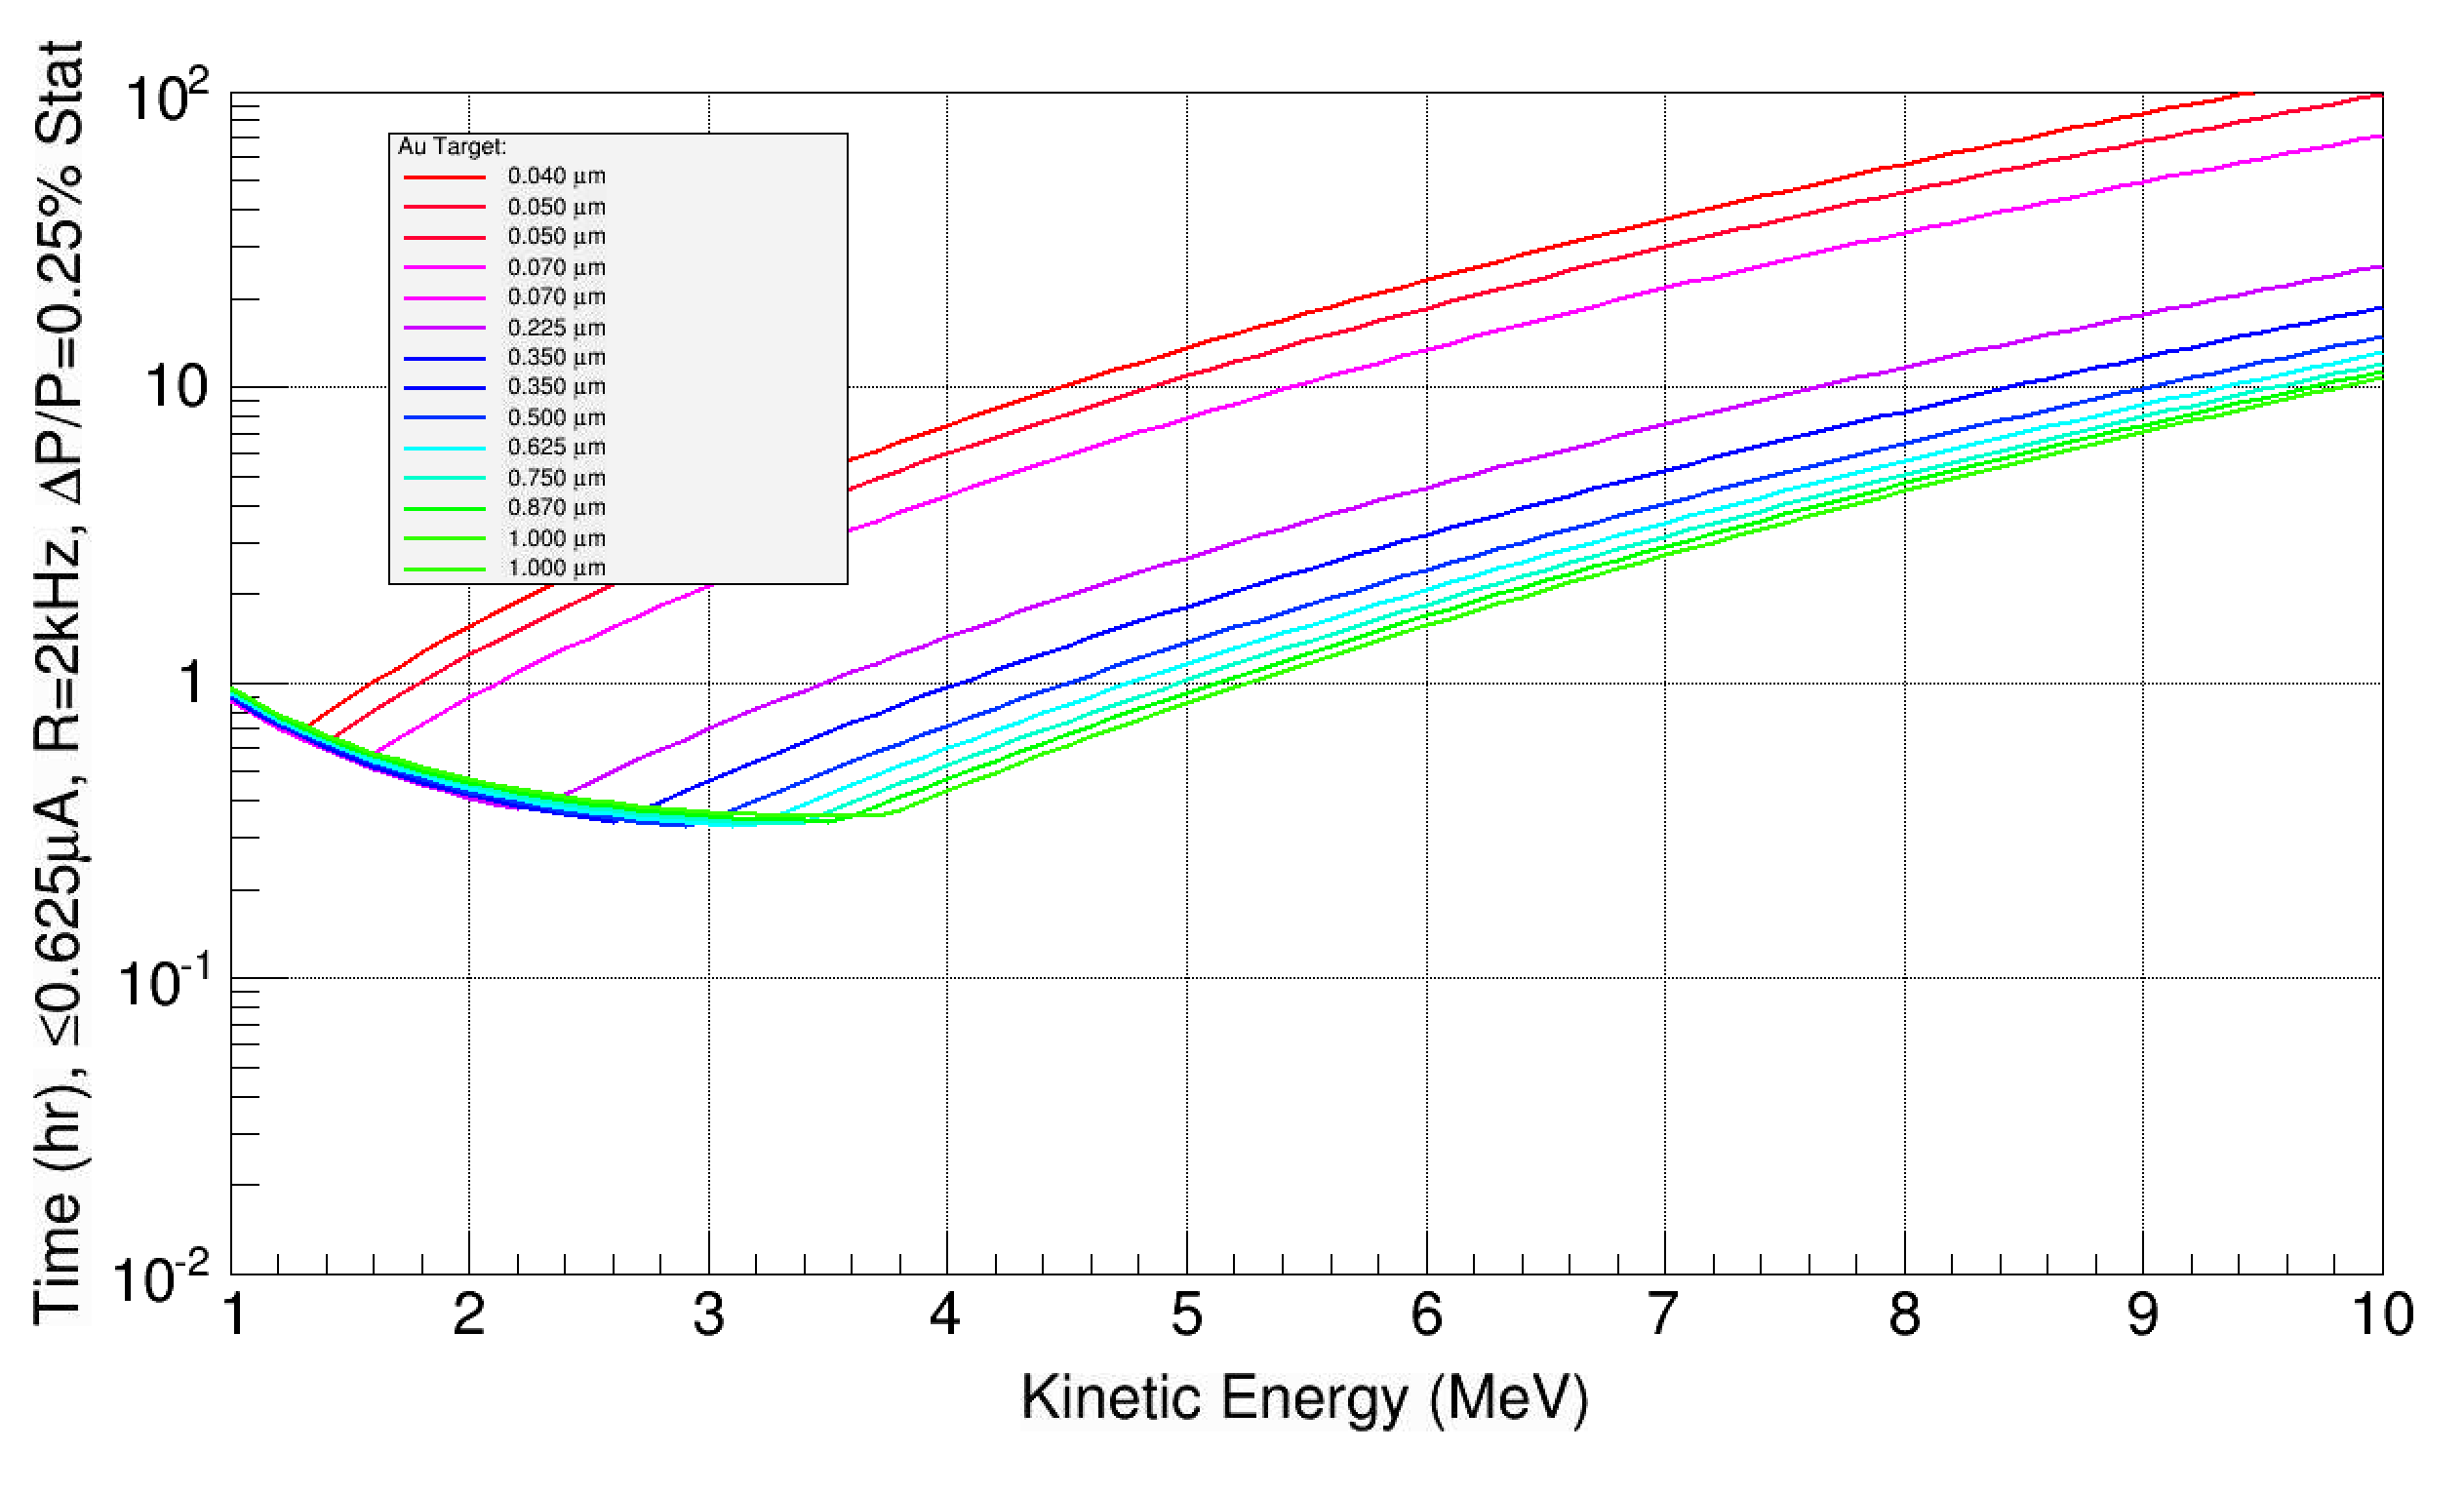 Time (hr), ≤0.625μA, R=2kHz, ΔP/P=0.25% Stat
10²
10
1
10⁻¹
10⁻²
Au Target:
0.040 μm
0.050 μm
0.050 μm
0.070 μm
0.070 μm
0.225 μm
0.350 μm
0.350 μm
0.500 μm
0.625 μm
0.750 μm
0.870 μm
1.000 μm
1.000 μm
1 2 3 4 5 6 7 8 9 10
Kinetic Energy (MeV)